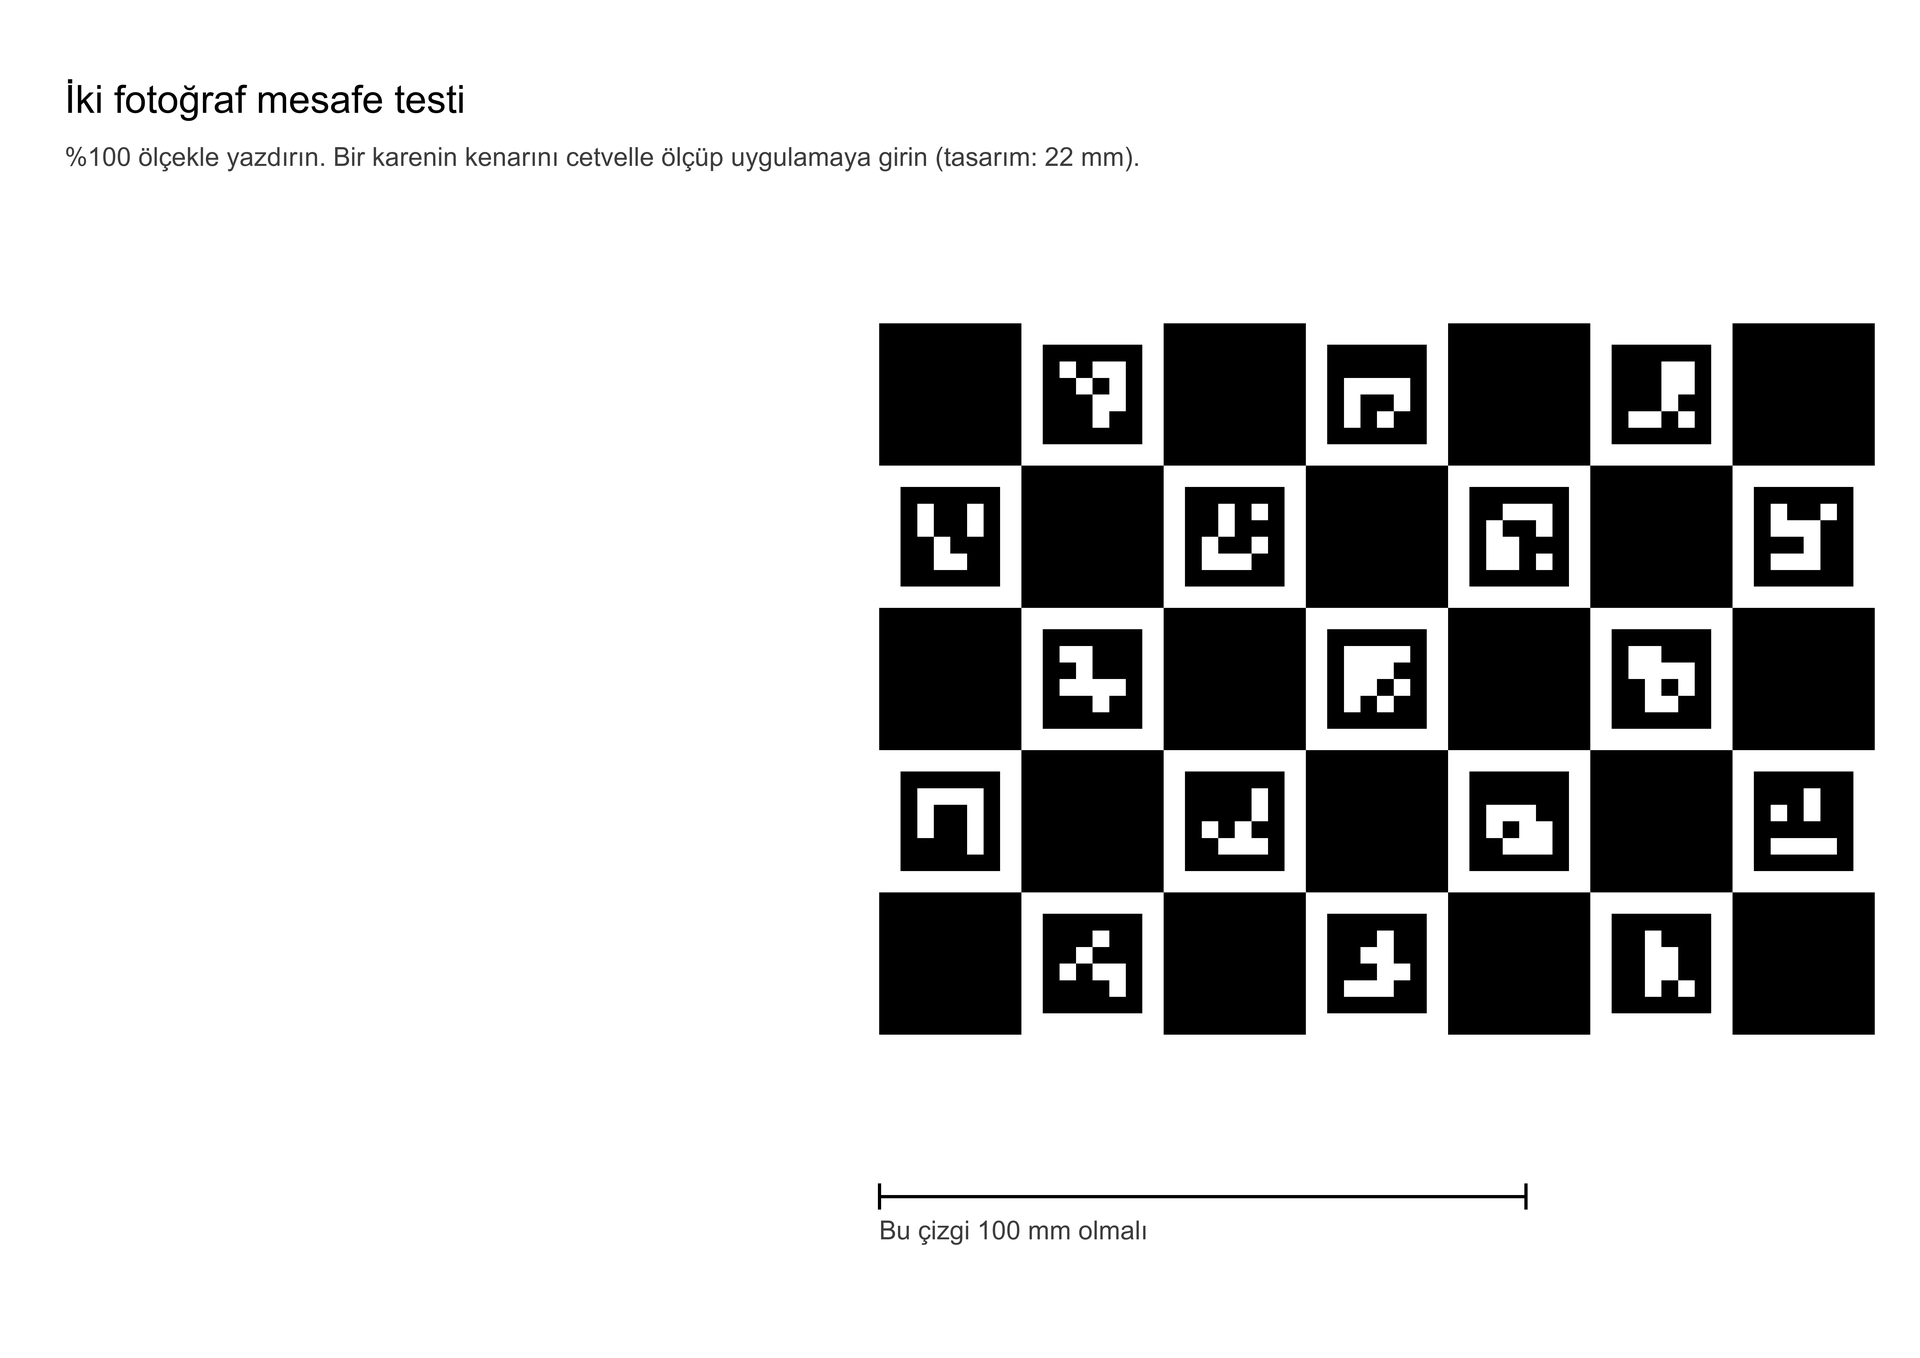 İki fotoğraf mesafe testi
%100 ölçekle yazdırın. Bir karenin kenarını cetvelle ölçüp uygulamaya girin (tasarım: 22 mm).
Bu çizgi 100 mm olmalı